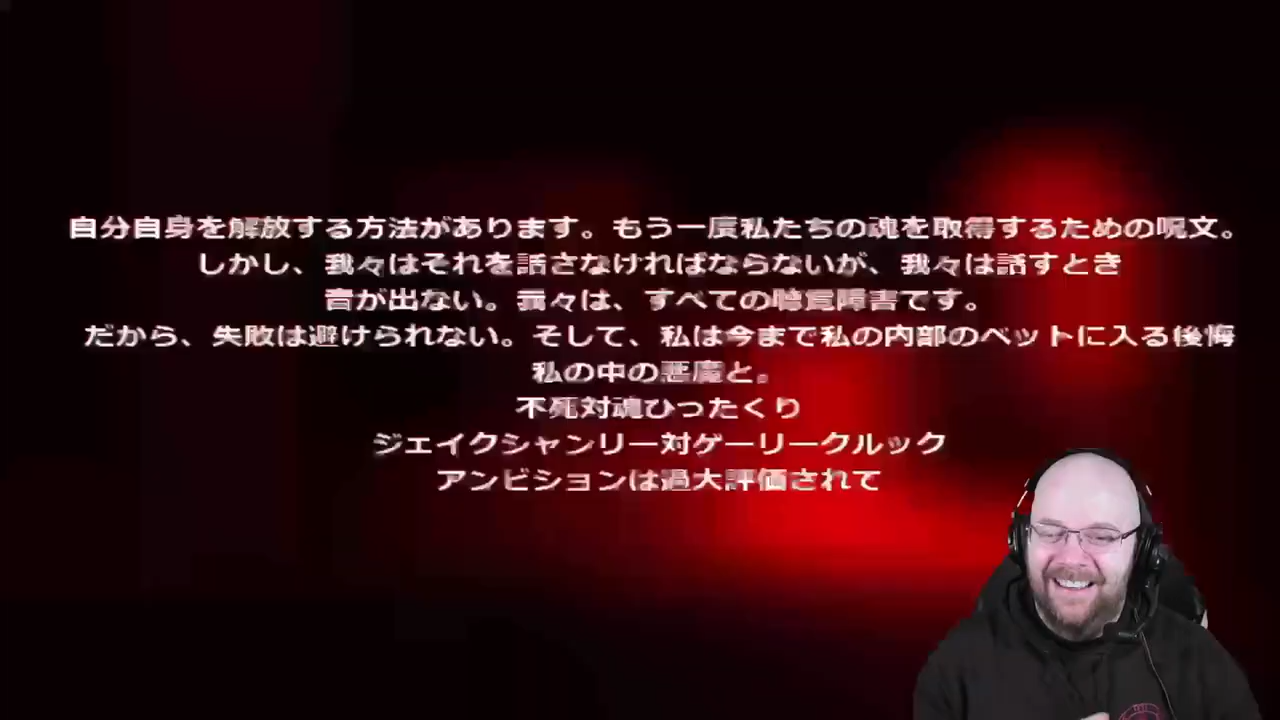 自分自身を解放する方法があります。もう一度私たちの魂を取得するための呪文。
しかし、我々はそれを話さなければならないが、我々は話すとき
音が出ない。我々は、すべての聴覚障害者です。
だから、失敗は避けられない。そして、私は今まで私の内部のベットに入る後悔
私の中の悪魔と。
不死対魂ひったくり
ジェイクシャンリー対ゲーリークルック
アンビションは過大評価されて